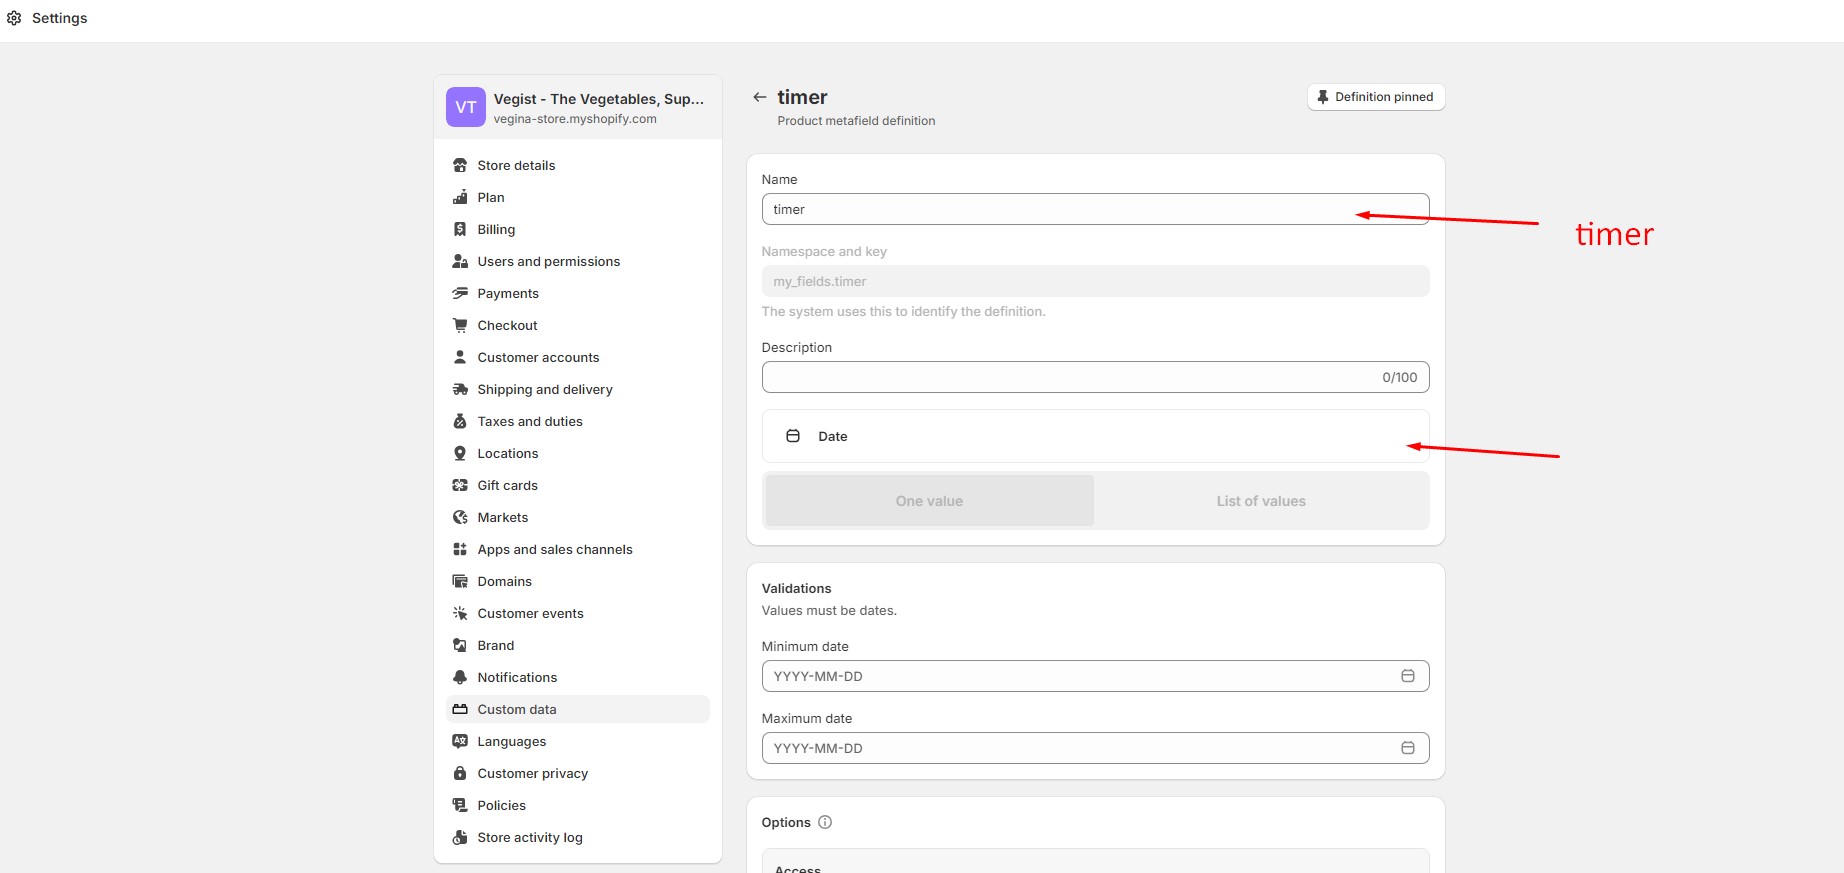 Settings
VT
Vegist - The Vegetables, Sup...
vegina-store.myshopify.com
Store details
Plan
Billing
Users and permissions
Payments
Checkout
Customer accounts
Shipping and delivery
Taxes and duties
Locations
Gift cards
Markets
Apps and sales channels
Domains
Customer events
Brand
Notifications
Custom data
Languages
Customer privacy
Policies
Store activity log
timer
Definition pinned
Product metafield definition
Name
timer
timer
Namespace and key
my_fields.timer
The system uses this to identify the definition.
Description
0/100
Date
One value
List of values
Validations
Values must be dates.
Minimum date
YYYY-MM-DD
Maximum date
YYYY-MM-DD
Options
Access